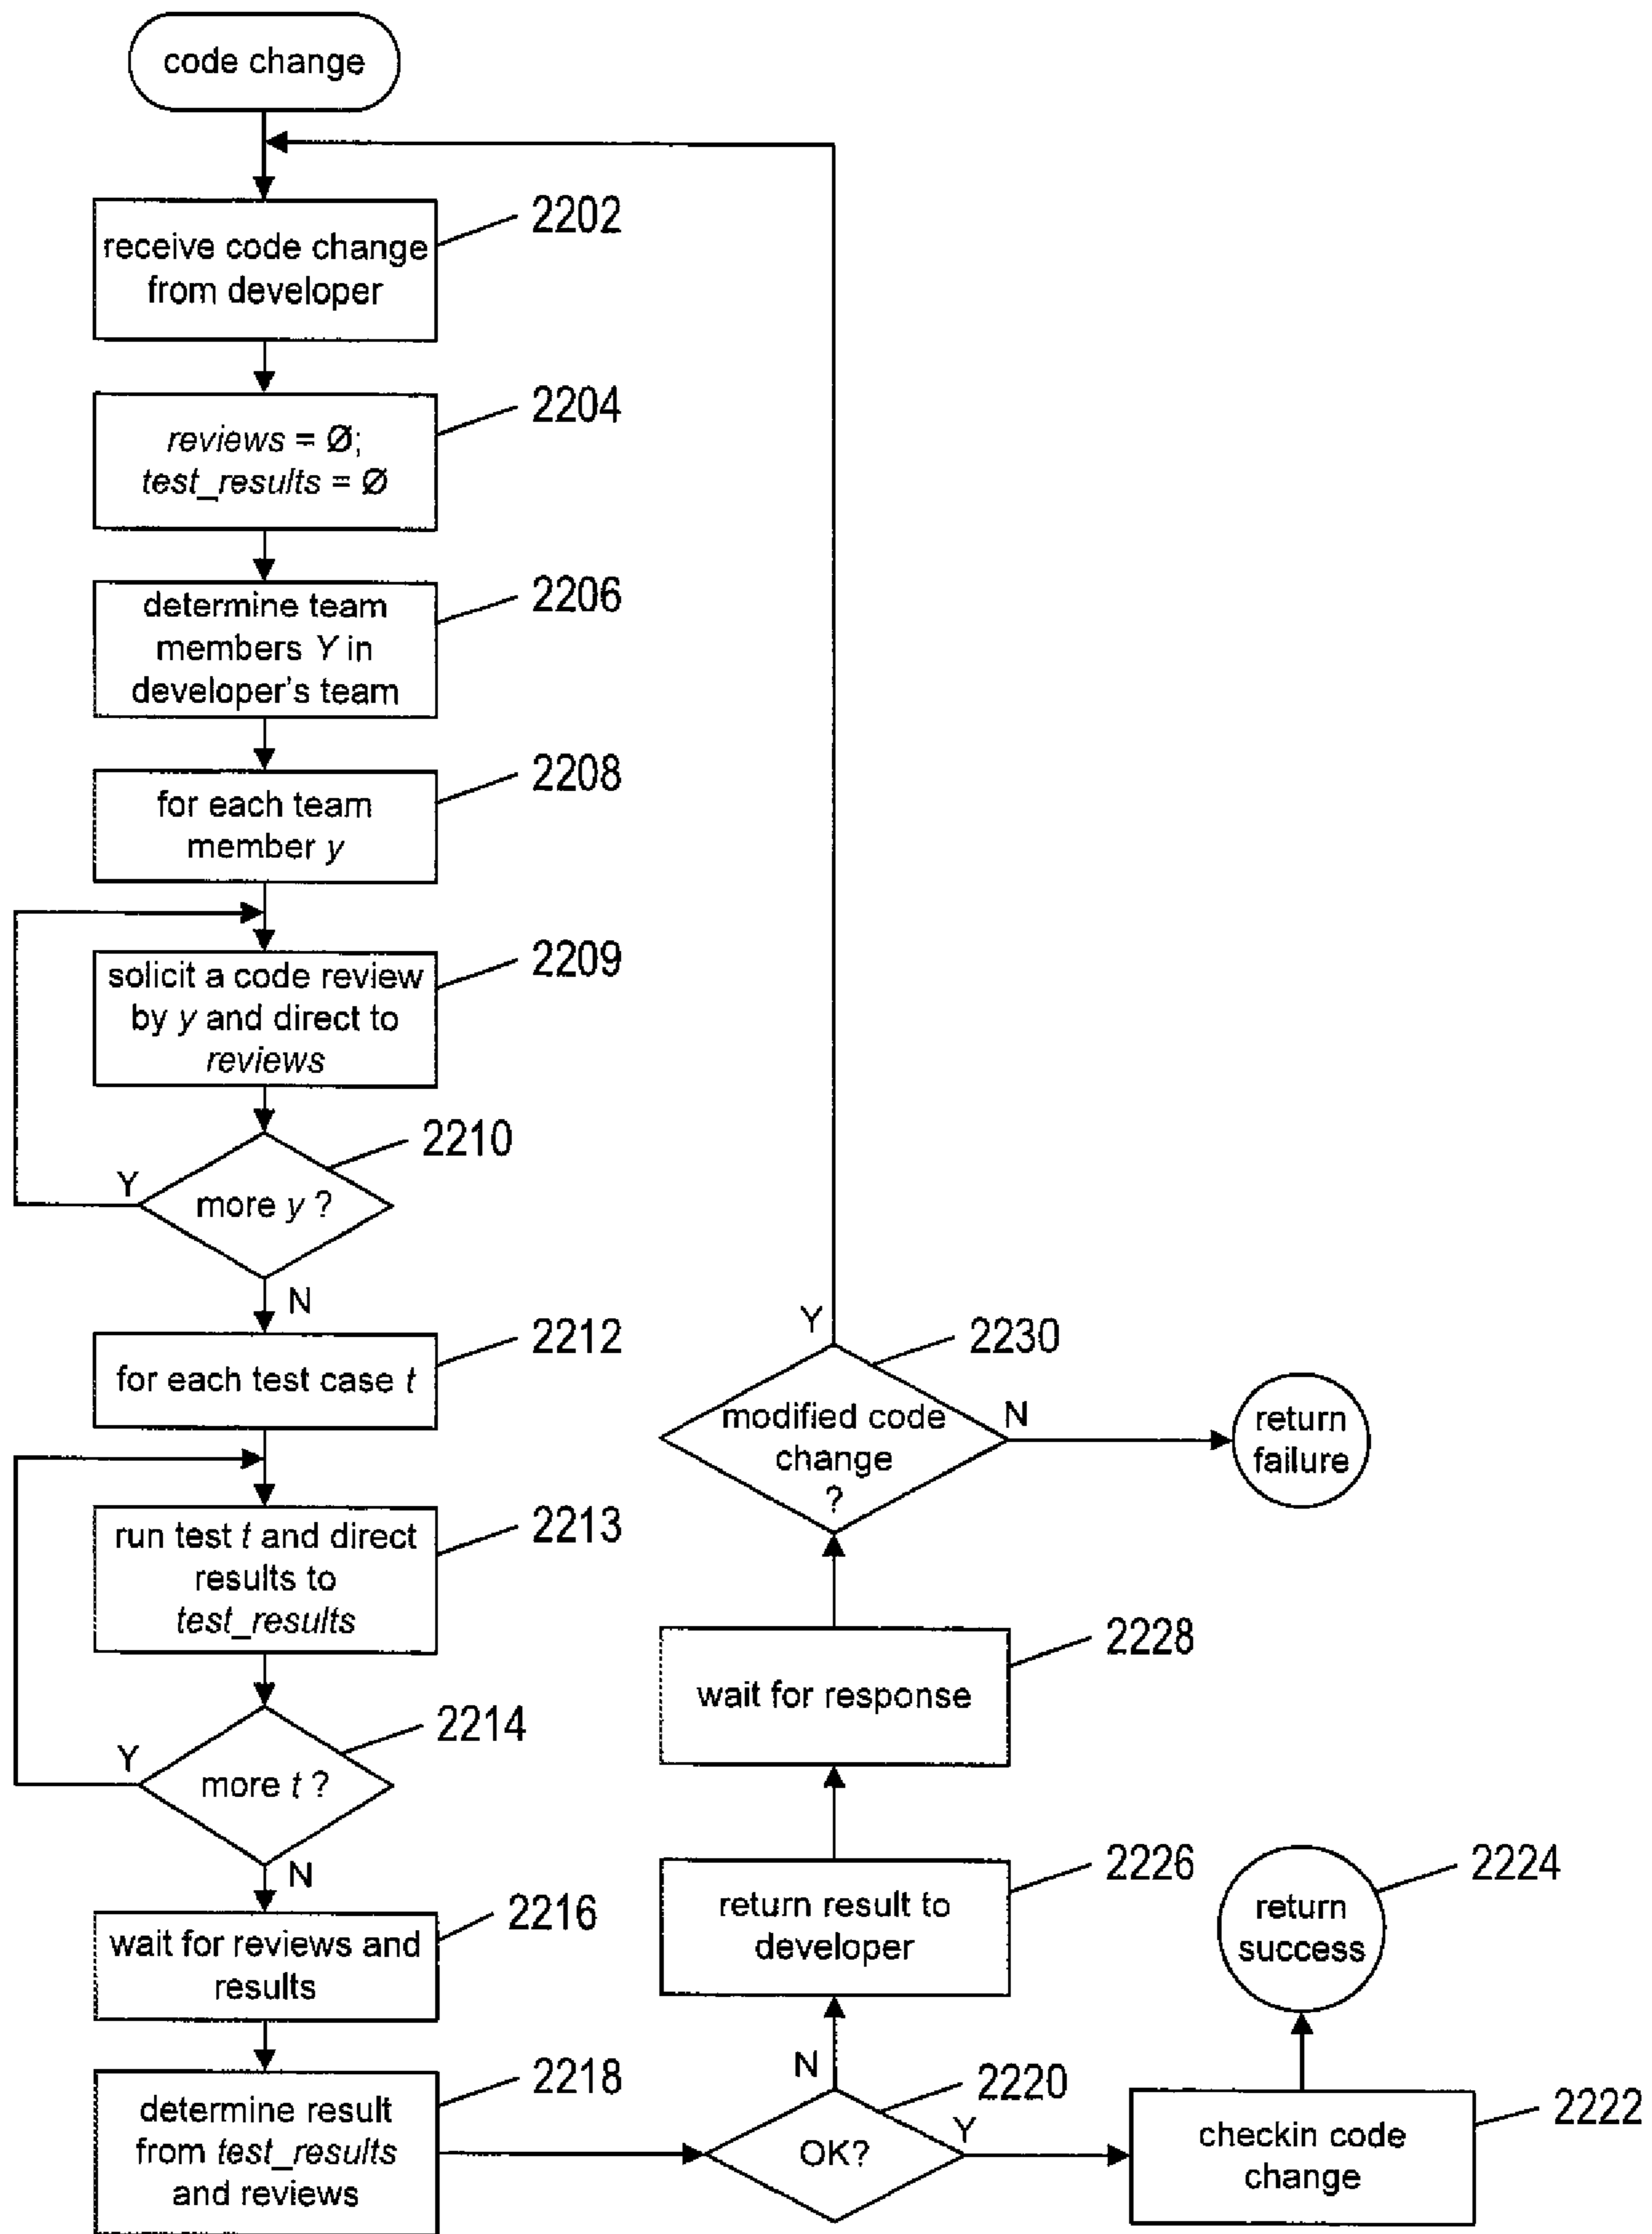 code change
2202
receive code change
from developer
2204
reviews = Ø;
test_results = Ø
2206
determine team
members Y in
developer's team
2208
for each team
member y
2209
solicit a code review
by y and direct to
reviews
2210
Y
more y ?
N
2212
for each test case t
2213
run test t and direct
results to
test_results
2214
Y
more t ?
N
2216
wait for reviews and
results
2218
determine result
from test_results
and reviews
2220
OK?
N
Y
2222
checkin code
change
2224
return
success
2226
return result to
developer
2228
wait for response
2230
Y
modified code
change
?
N
return
failure